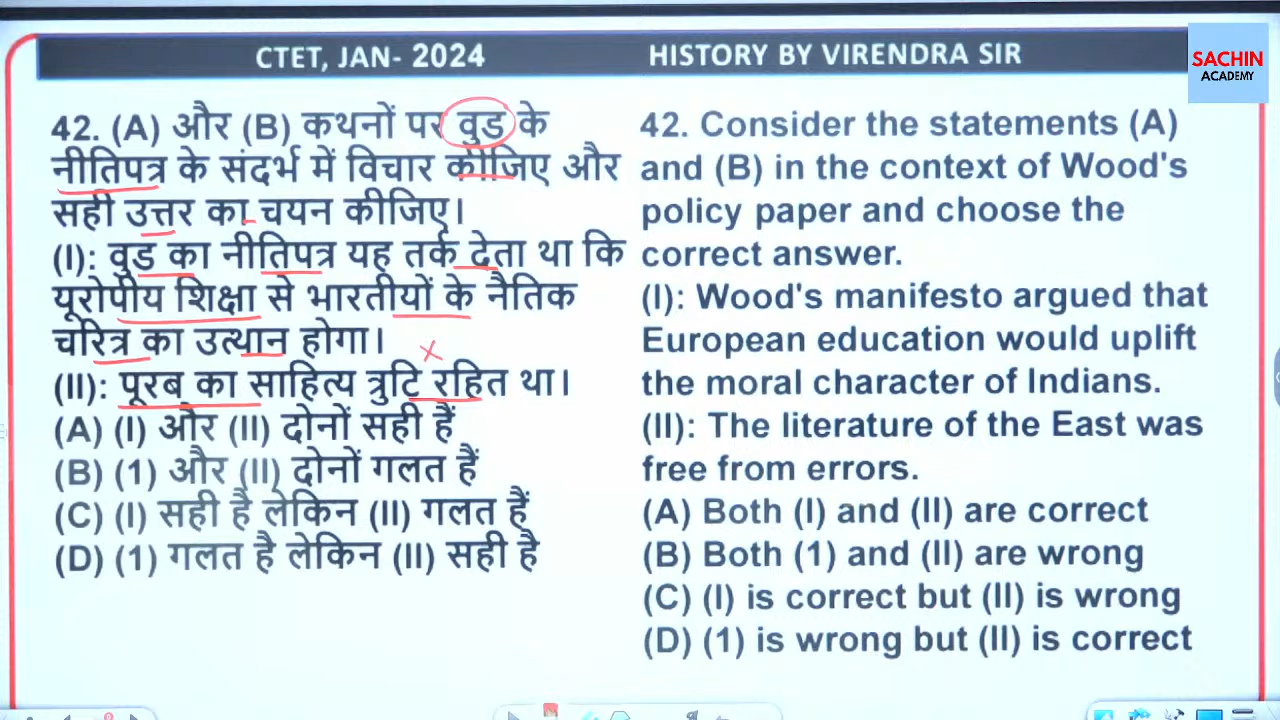 CTET, JAN- 2024
HISTORY BY VIRENDRA SIR
SACHIN
ACADEMY
42. (A) और (B) कथनों पर वुड के
नीतिपत्र के संदर्भ में विचार कीजिए और
सही उत्तर का चयन कीजिए।
(I): वुड का नीतिपत्र यह तर्क देता था कि
यूरोपीय शिक्षा से भारतीयों के नैतिक
चरित्र का उत्थान होगा।
(II): पूरब का साहित्य त्रुटि रहित था।
(A) (I) और (II) दोनों सही हैं
(B) (1) और (II) दोनों गलत हैं
(C) (I) सही है लेकिन (II) गलत हैं
(D) (1) गलत है लेकिन (II) सही है
42. Consider the statements (A)
and (B) in the context of Wood's
policy paper and choose the
correct answer.
(I): Wood's manifesto argued that
European education would uplift
the moral character of Indians.
(II): The literature of the East was
free from errors.
(A) Both (I) and (II) are correct
(B) Both (1) and (II) are wrong
(C) (I) is correct but (II) is wrong
(D) (1) is wrong but (II) is correct